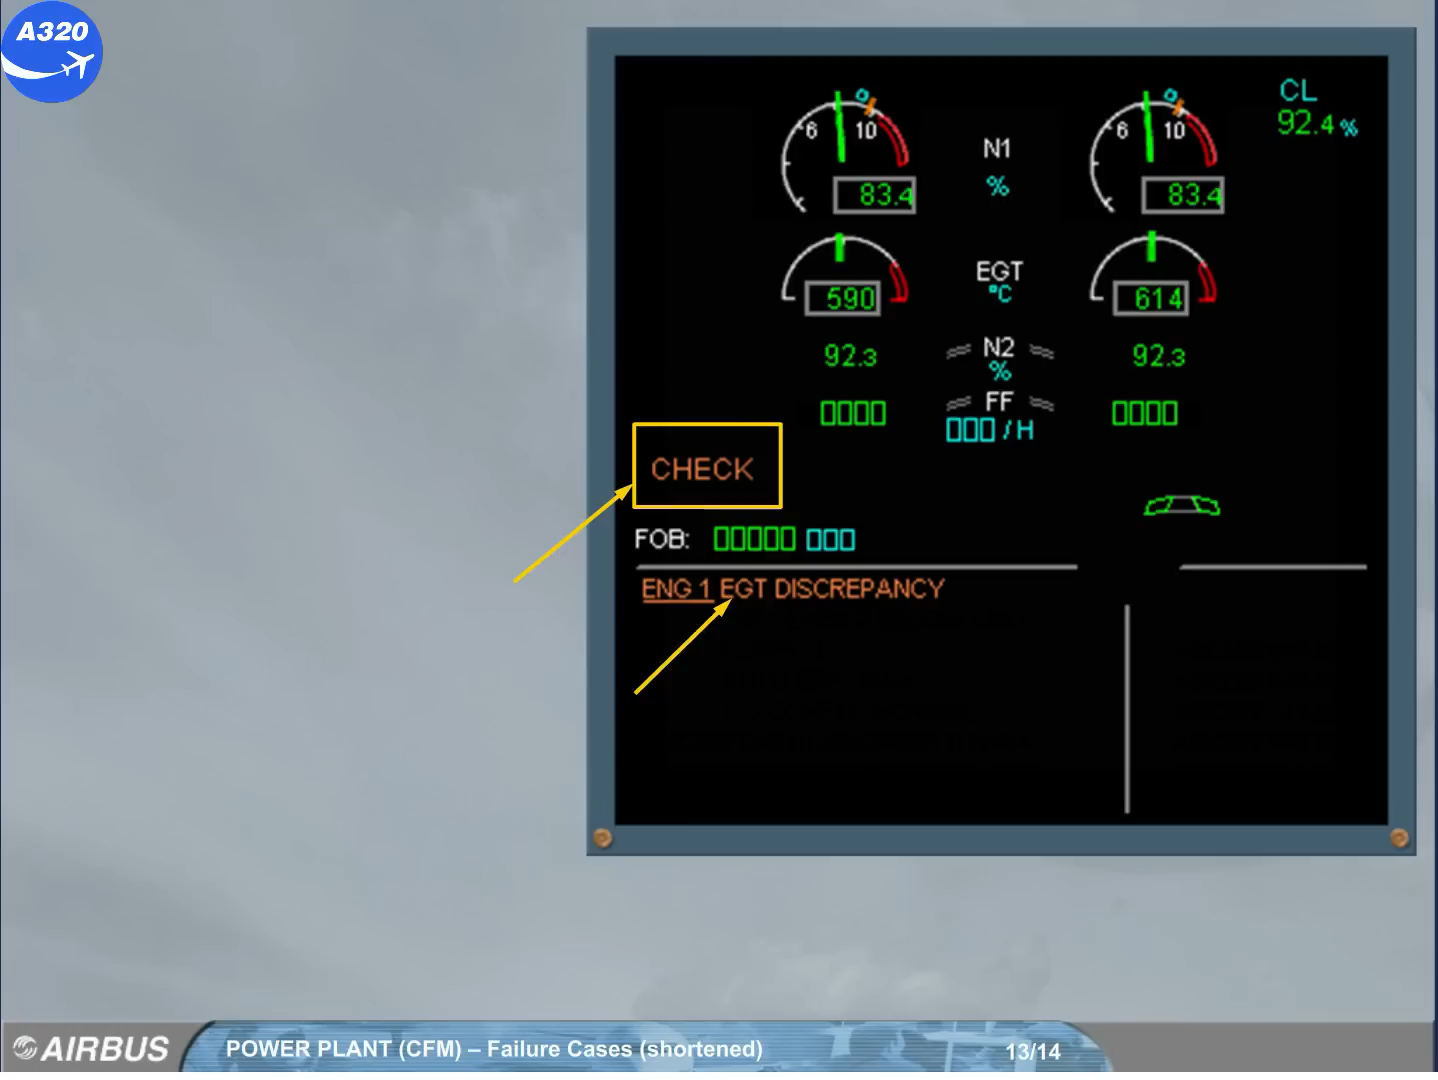 A320
CL
92.4 %
6 10
N1
%
6 10
83.4
83.4
EGT
°C
590
614
92.3
N2
%
92.3
FF
/ H
CHECK
FOB:
ENG 1 EGT DISCREPANCY
AIRBUS
POWER PLANT (CFM) – Failure Cases (shortened)
13/14